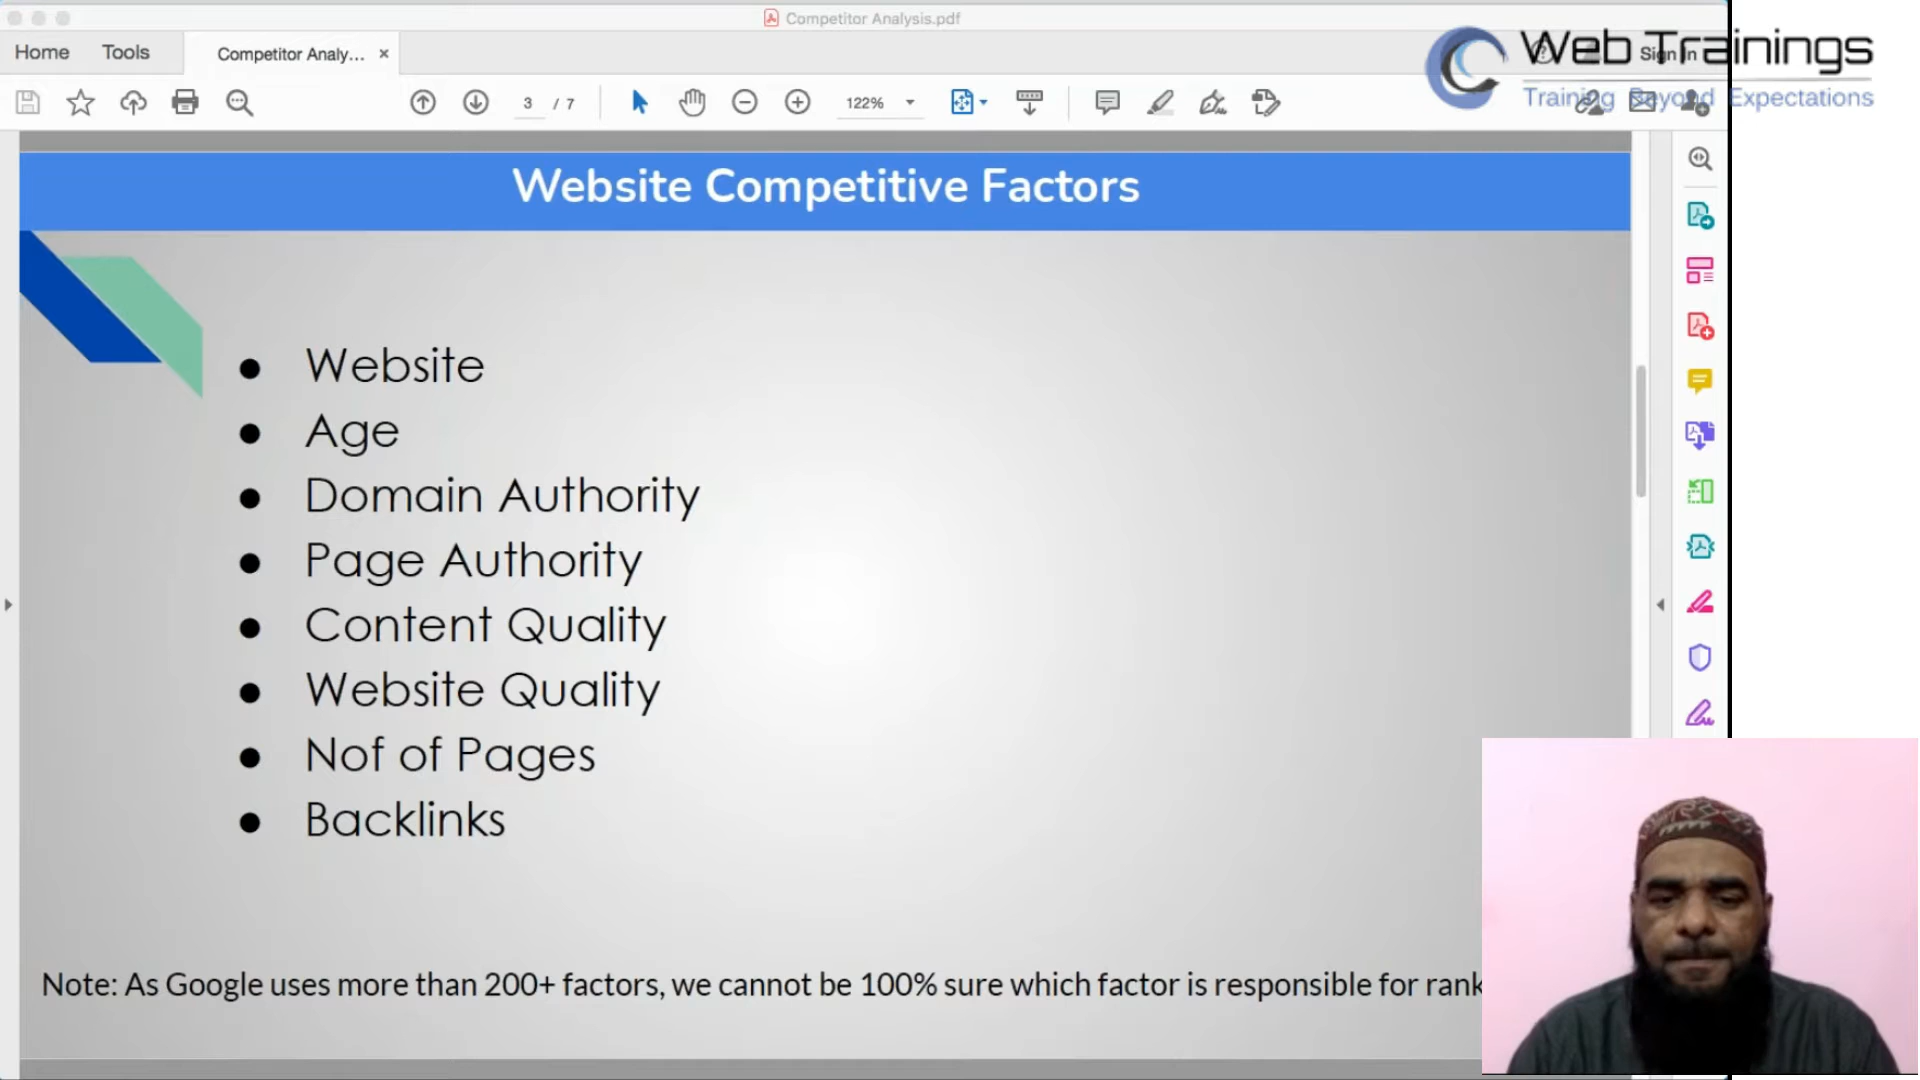 Competitor Analysis.pdf
Home
Tools
Competitor Analy...
Sign In
Web Trainings
Training Beyond Expectations
3 / 7
122%
Website Competitive Factors
● Website
● Age
● Domain Authority
● Page Authority
● Content Quality
● Website Quality
● Nof of Pages
● Backlinks
Note: As Google uses more than 200+ factors, we cannot be 100% sure which factor is responsible for rank